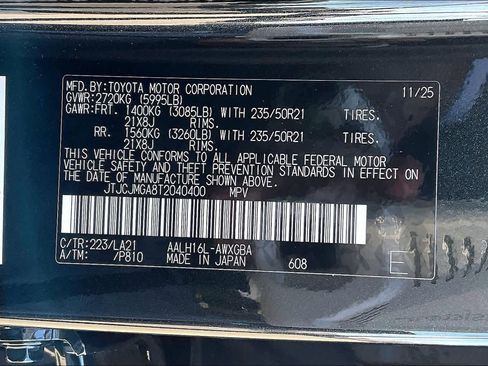 MFD.BY:TOYOTA MOTOR CORPORATION 11/25
GVWR:2720KG (5995LB)
GAWR:FRT. 1400KG (3085LB) WITH 235/50R21 TIRES.
21X8J RIMS.
RR. 1560KG (3260LB) WITH 235/50R21 TIRES.
21X8J RIMS.
THIS VEHICLE CONFORMS TO ALL APPLICABLE FEDERAL MOTOR
VEHICLE SAFETY AND THEFT PREVENTION STANDARDS IN EFFECT ON
THE DATE OF MANUFACTURE SHOWN ABOVE.
JTJCJMGA8T2040400 MPV
C/TR:223/LA21 AALH16L-AWXGBA
A/TM: /P810 MADE IN JAPAN 608 E